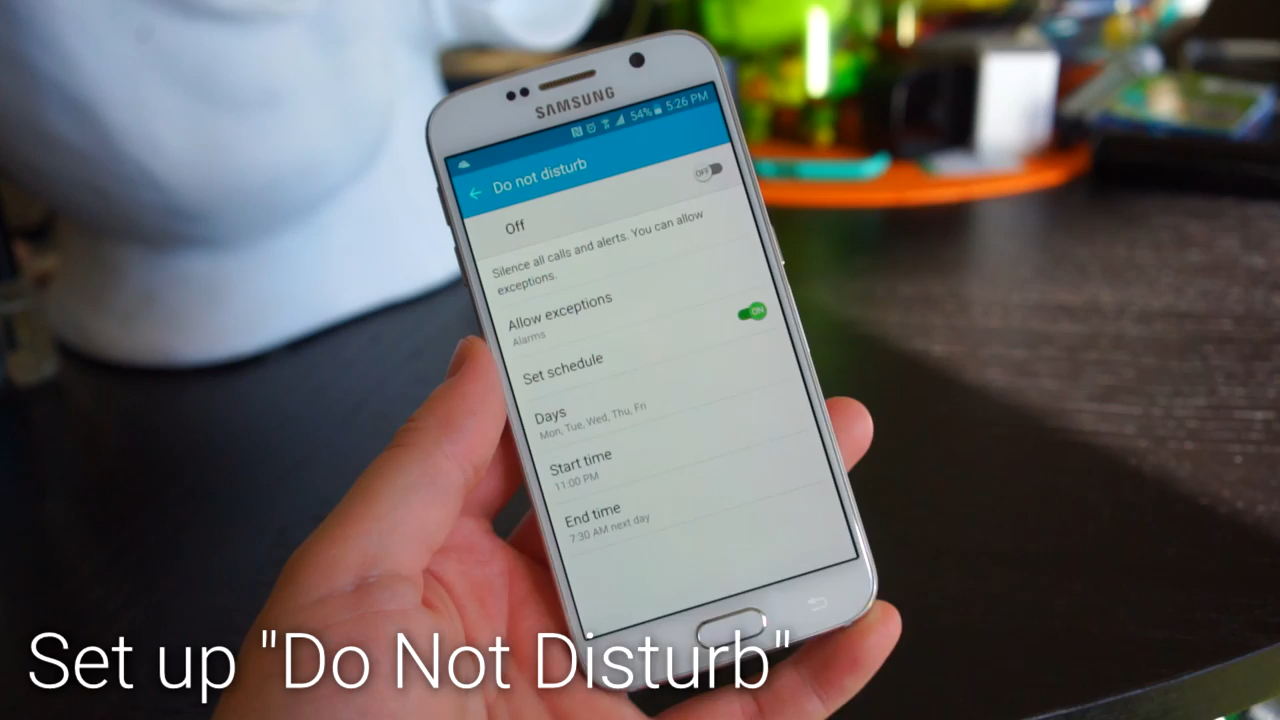 SAMSUNG
54% 5:26 PM
Do not disturb
OFF
Off
Silence all calls and alerts. You can allow
exceptions.
Allow exceptions
Alarms
ON
Set schedule
Days
Mon, Tue, Wed, Thu, Fri
Start time
11:00 PM
End time
7:30 AM next day
Set up "Do Not Disturb"